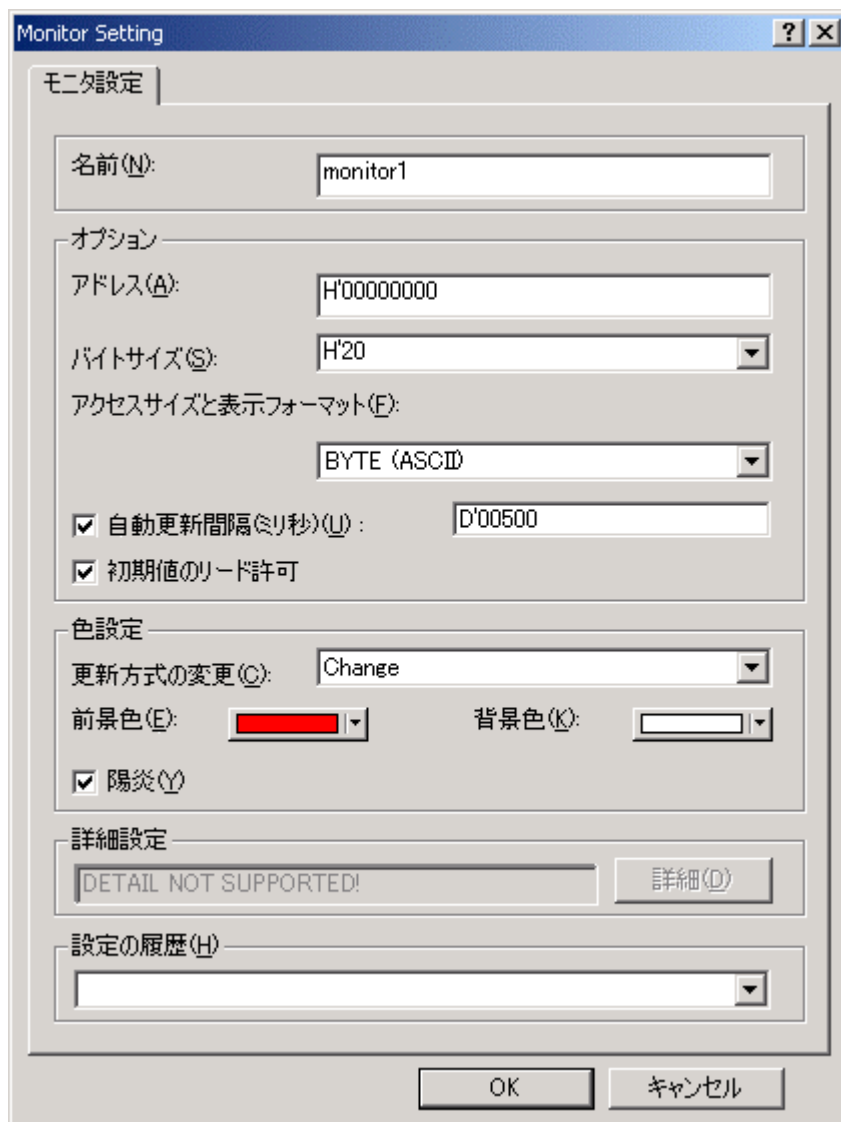 Monitor Setting
モニタ設定
名前(N):
monitor1
オプション
アドレス(A):
H'00000000
バイトサイズ(S):
H'20
アクセスサイズと表示フォーマット(F):
BYTE (ASCII)
自動更新間隔(ミリ秒)(U) :
D'00500
初期値のリード許可
色設定
更新方式の変更(C):
Change
前景色(E):
背景色(K):
陽炎(Y)
詳細設定
DETAIL NOT SUPPORTED!
詳細(D)
設定の履歴(H)
OK
キャンセル